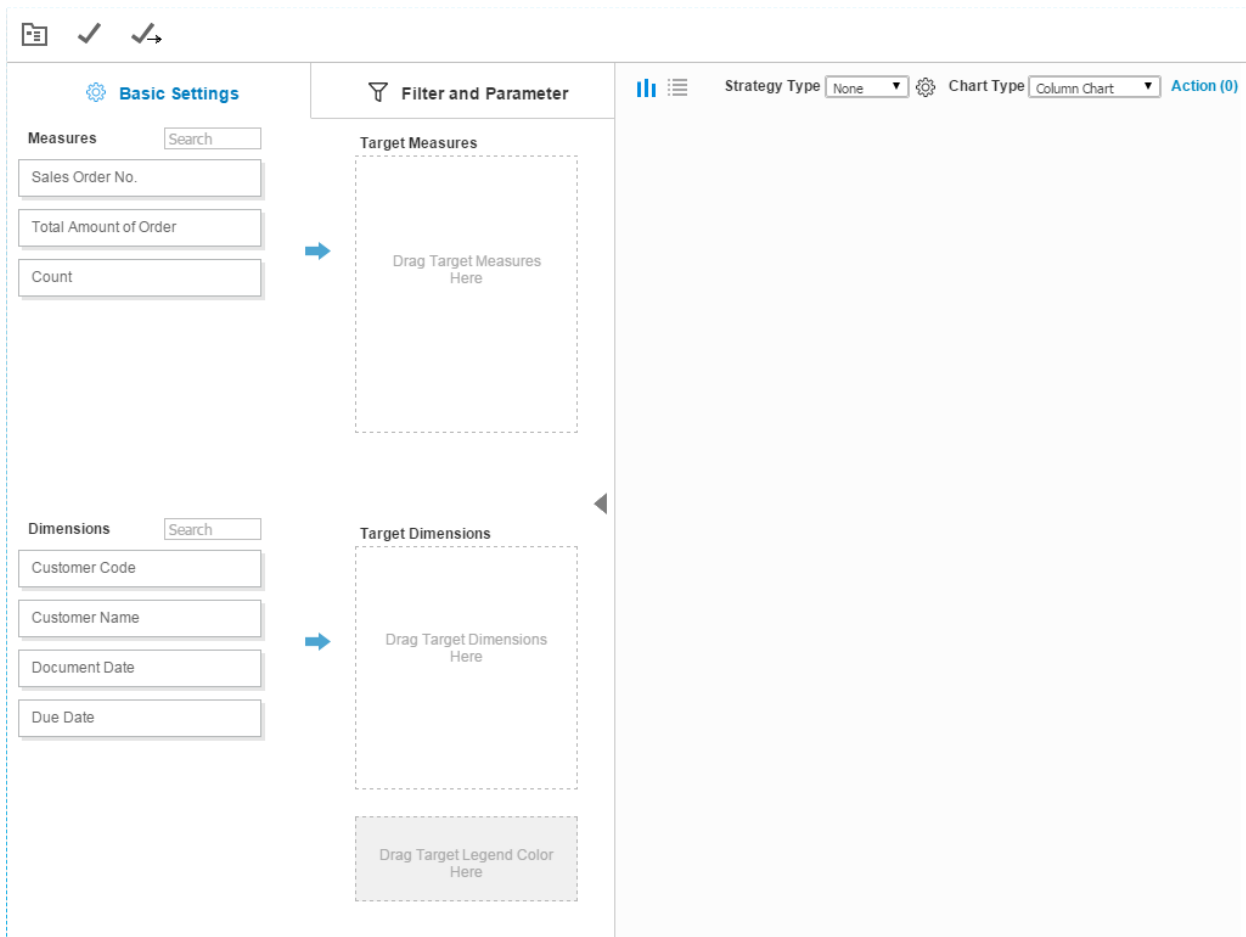 Basic Settings
Filter and Parameter
Strategy Type None
Chart Type Column Chart
Action (0)
Measures
Search
Sales Order No.
Total Amount of Order
Count
Target Measures
Drag Target Measures
Here
Dimensions
Search
Customer Code
Customer Name
Document Date
Due Date
Target Dimensions
Drag Target Dimensions
Here
Drag Target Legend Color
Here